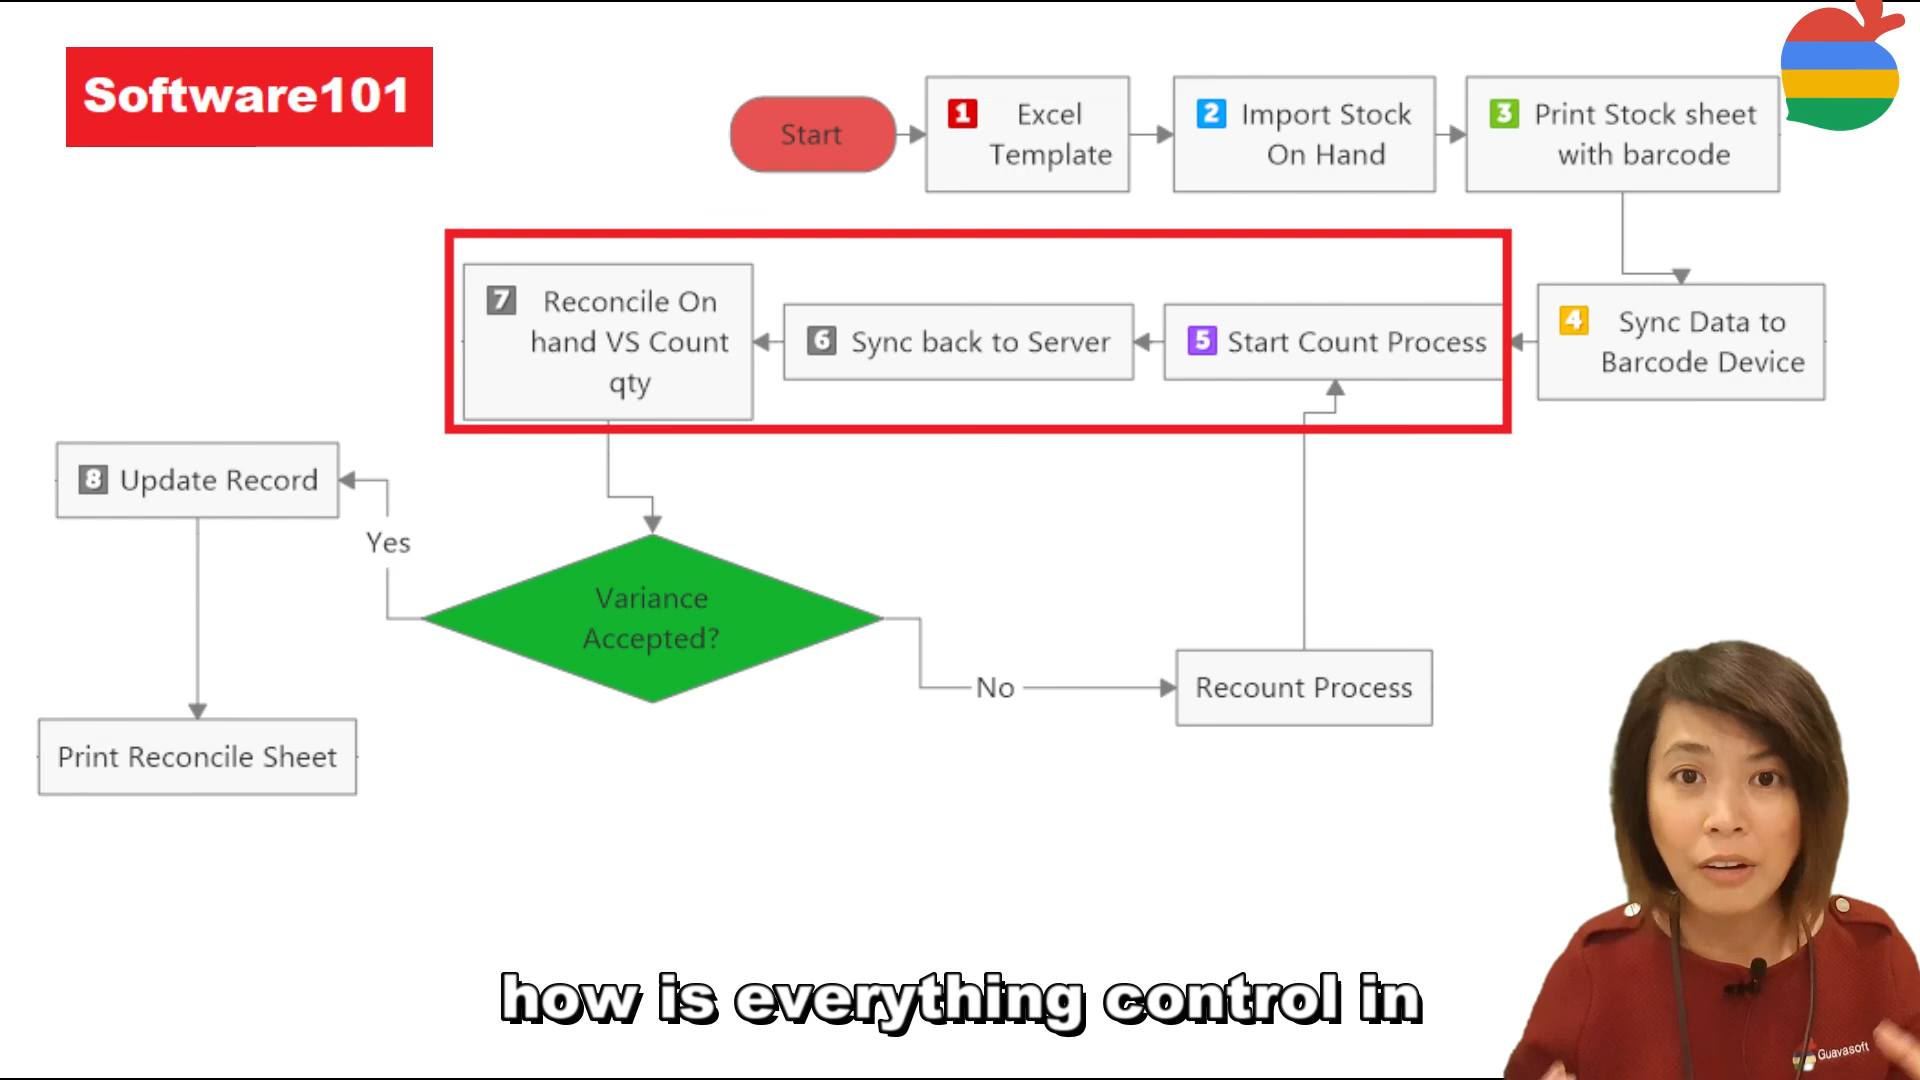 Software101
Start
1 Excel
Template
2 Import Stock
On Hand
3 Print Stock sheet
with barcode
7 Reconcile On
hand VS Count
qty
6 Sync back to Server
5 Start Count Process
4 Sync Data to
Barcode Device
8 Update Record
Yes
Variance
Accepted?
No
Recount Process
Print Reconcile Sheet
how is everything control in
Guavasoft